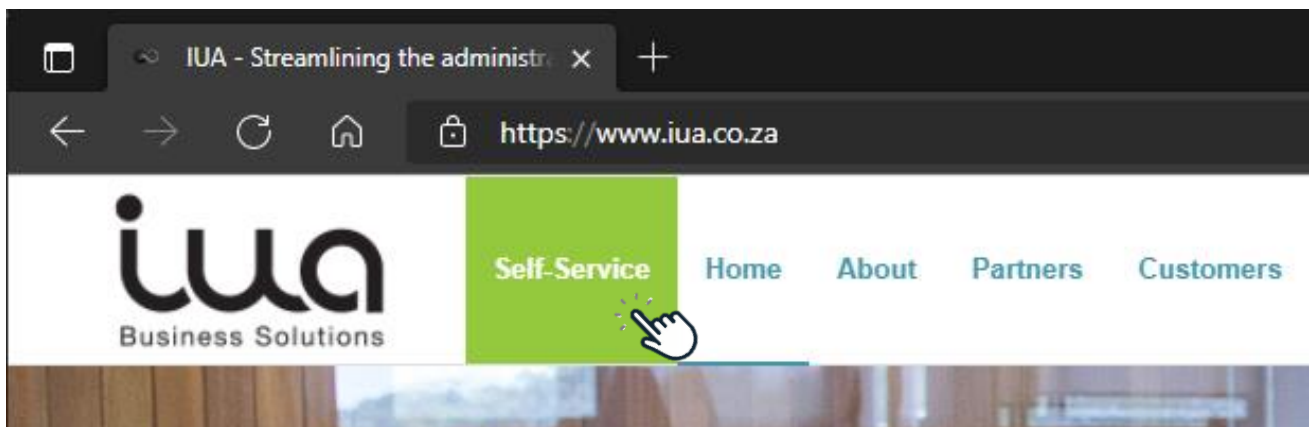 IUA - Streamlining the administr
https://www.iua.co.za
iua
Business Solutions
Self-Service Home About Partners Customers